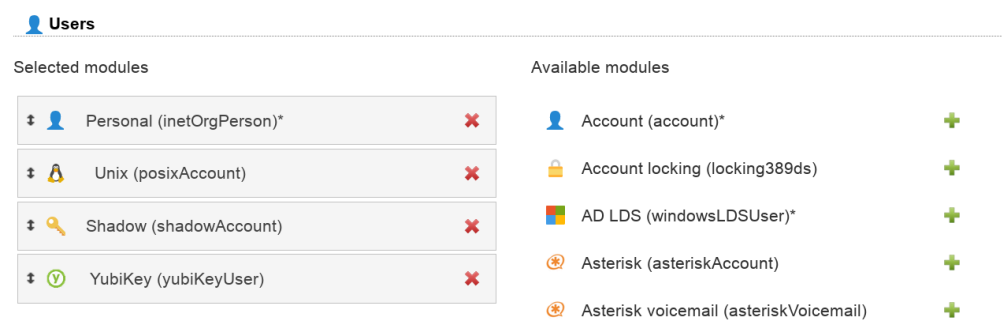 Users
Selected modules
Available modules
Personal (inetOrgPerson)*
Account (account)*
Unix (posixAccount)
Account locking (locking389ds)
Shadow (shadowAccount)
AD LDS (windowsLDSUser)*
YubiKey (yubiKeyUser)
Asterisk (asteriskAccount)
Asterisk voicemail (asteriskVoicemail)